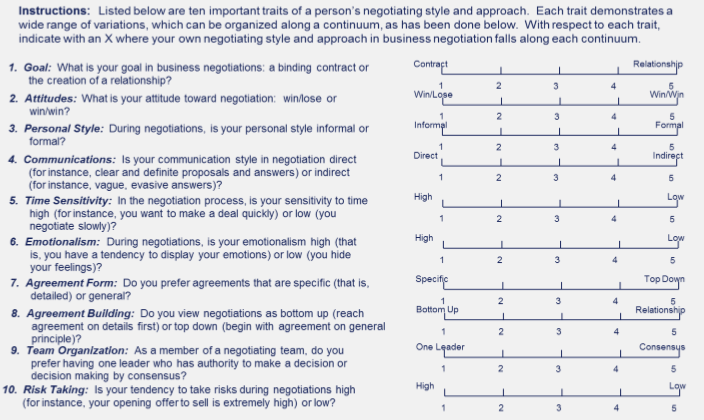 Instructions: Listed below are ten important traits of a person's negotiating style and approach. Each trait demonstrates a
wide range of variations, which can be organized along a continuum, as has been done below. With respect to each trait,
indicate with an X where your own negotiating style and approach in business negotiation falls along each continuum.
1. Goal: What is your goal in business negotiations: a binding contract or
the creation of a relationship?
2. Attitudes: What is your attitude toward negotiation: win/lose or
win/win?
3. Personal Style: During negotiations, is your personal style informal or
formal?
4. Communications: Is your communication style in negotiation direct
(for instance, clear and definite proposals and answers) or indirect
(for instance, vague, evasive answers)?
5. Time Sensitivity: In the negotiation process, is your sensitivity to time
high (for instance, you want to make a deal quickly) or low (you
negotiate slowly)?
6. Emotionalism: During negotiations, is your emotionalism high (that
is, you have a tendency to display your emotions) or low (you hide
your feelings)?
7. Agreement Form: Do you prefer agreements that are specific (that is,
detailed) or general?
8. Agreement Building: Do you view negotiations as bottom up (reach
agreement on details first) or top down (begin with agreement on general
principle)?
9. Team Organization: As a member of a negotiating team, do you
prefer having one leader who has authority to make a decision or
decision making by consensus?
10. Risk Taking: Is your tendency to take risks during negotiations high
(for instance, your opening offer to sell is extremely high) or low?
Contract Relationship
1 2 3 4 5
Win/Lose Win/Win
1 2 3 4 5
Informal Formal
1 2 3 4 5
Direct Indirect
1 2 3 4 5
High Low
1 2 3 4 5
High Low
1 2 3 4 5
Specific Top Down
1 2 3 4 5
Bottom Up Relationship
1 2 3 4 5
One Leader Consensus
1 2 3 4 5
High Low
1 2 3 4 5